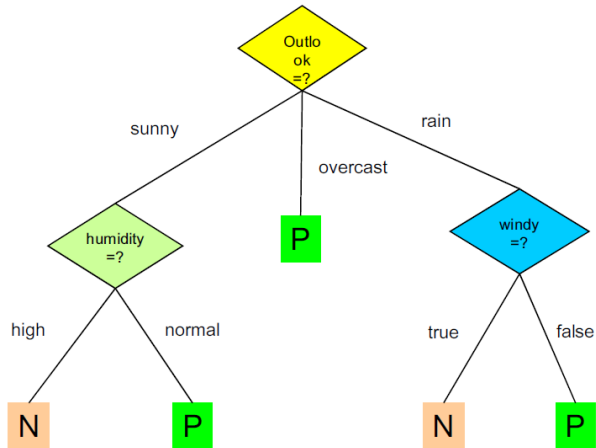 Outlo
ok
=?
sunny
rain
overcast
P
humidity
=?
windy
=?
high
normal
true
false
N
P
N
P